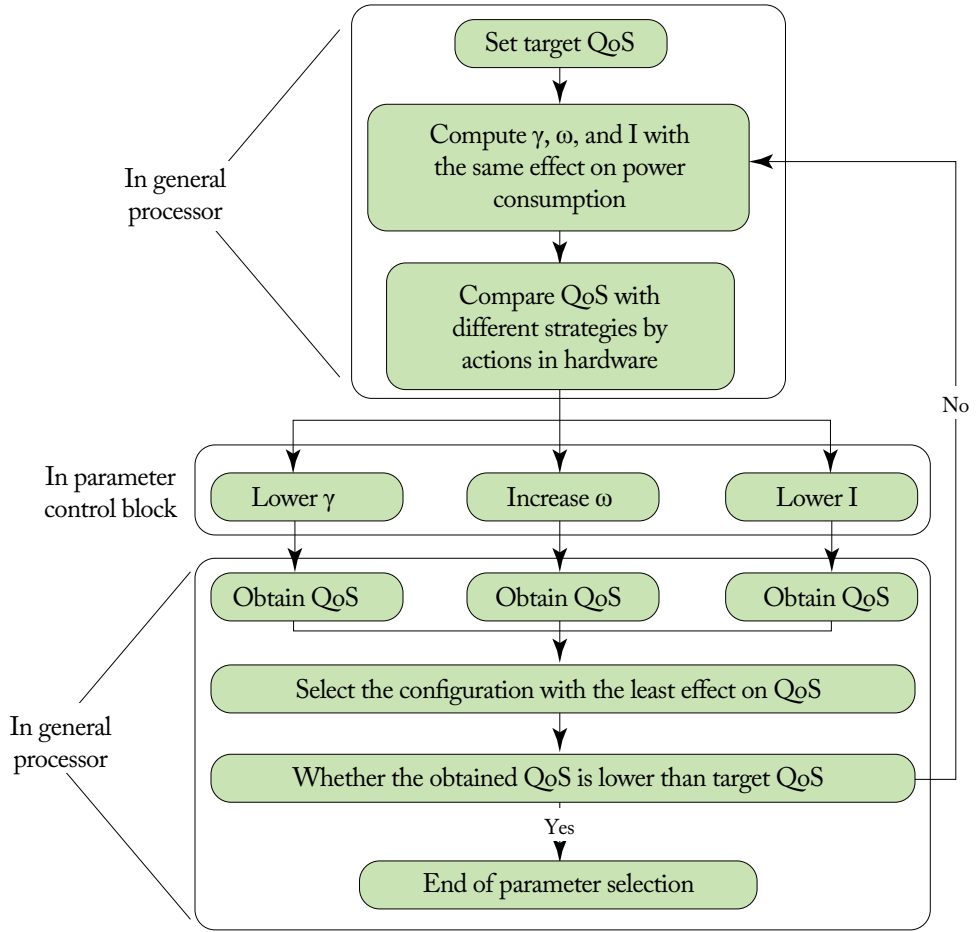 Set target QoS
Compute γ, ω, and I with
the same effect on power
consumption
In general
processor
Compare QoS with
different strategies by
actions in hardware
No
In parameter
control block
Lower γ
Increase ω
Lower I
Obtain QoS
Obtain QoS
Obtain QoS
Select the configuration with the least effect on QoS
In general
processor
Whether the obtained QoS is lower than target QoS
Yes
End of parameter selection